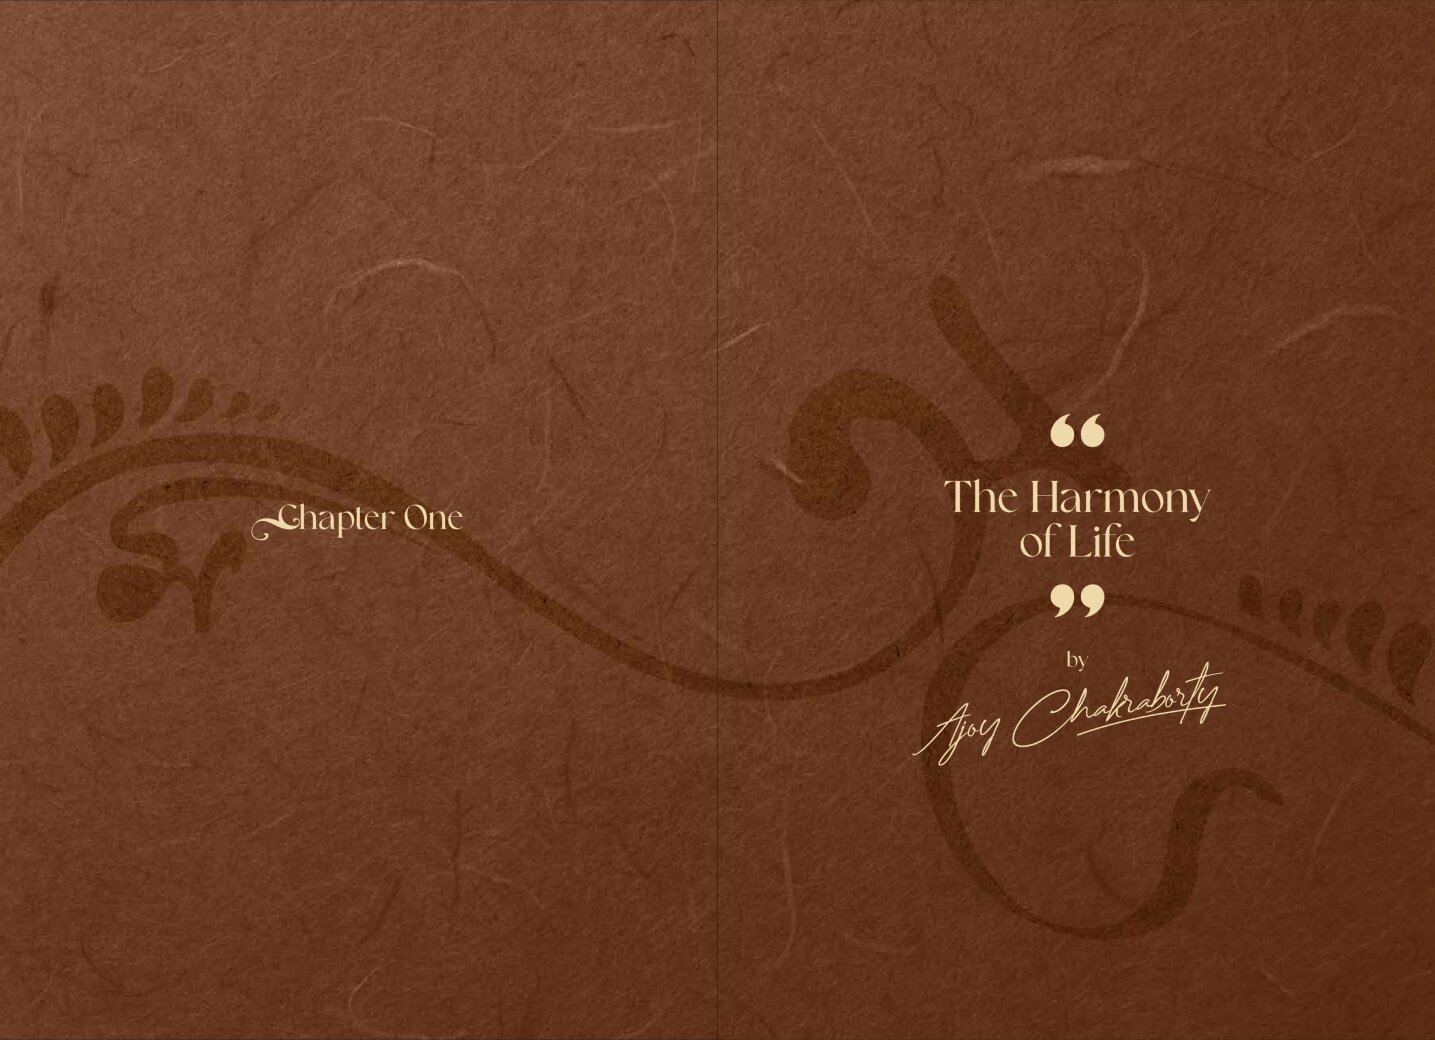 Chapter One
“
The Harmony
of Life
”
by
Ajoy Chakraborty